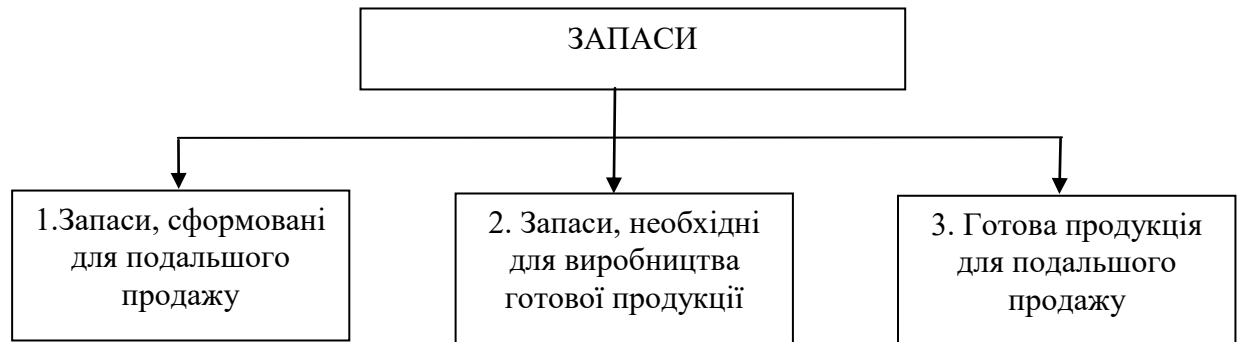 ЗАПАСИ
1.Запаси, сформовані
для подальшого
продажу
2. Запаси, необхідні
для виробництва
готової продукції
3. Готова продукція
для подальшого
продажу